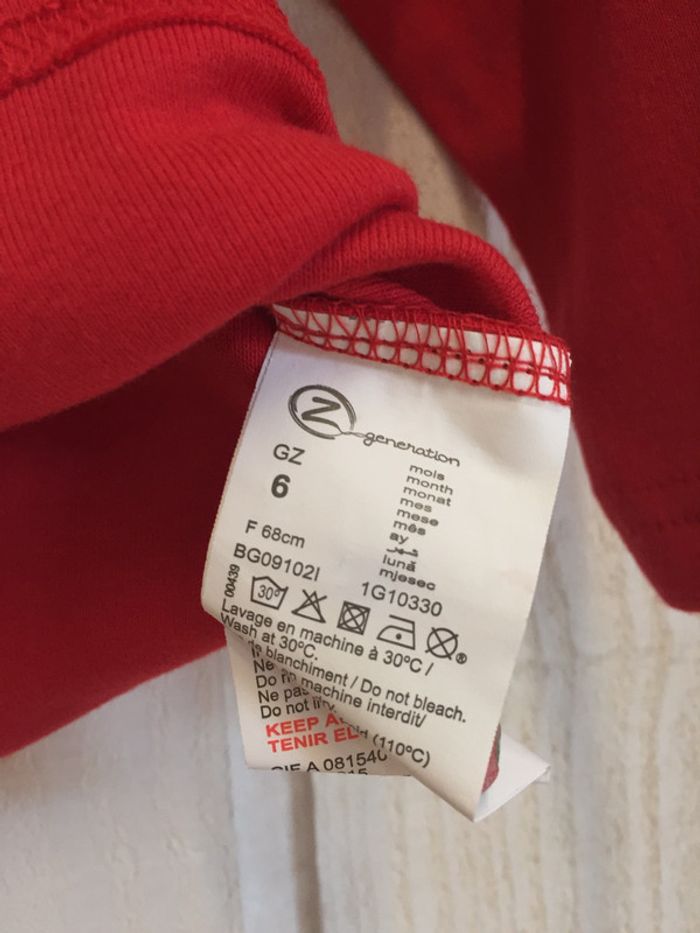 Z generation
GZ
6
mois
month
monat
mes
mese
mês
ay
lună
mjesec
F 68cm
BG09102I
1G10330
00439
30°
Lavage en machine à 30°C /
Wash at 30°C.
blanchiment / Do not bleach.
Ne
Do
machine interdit/
Ne pas
Do not
(110°C)
KEEP
TENIR
A 08154